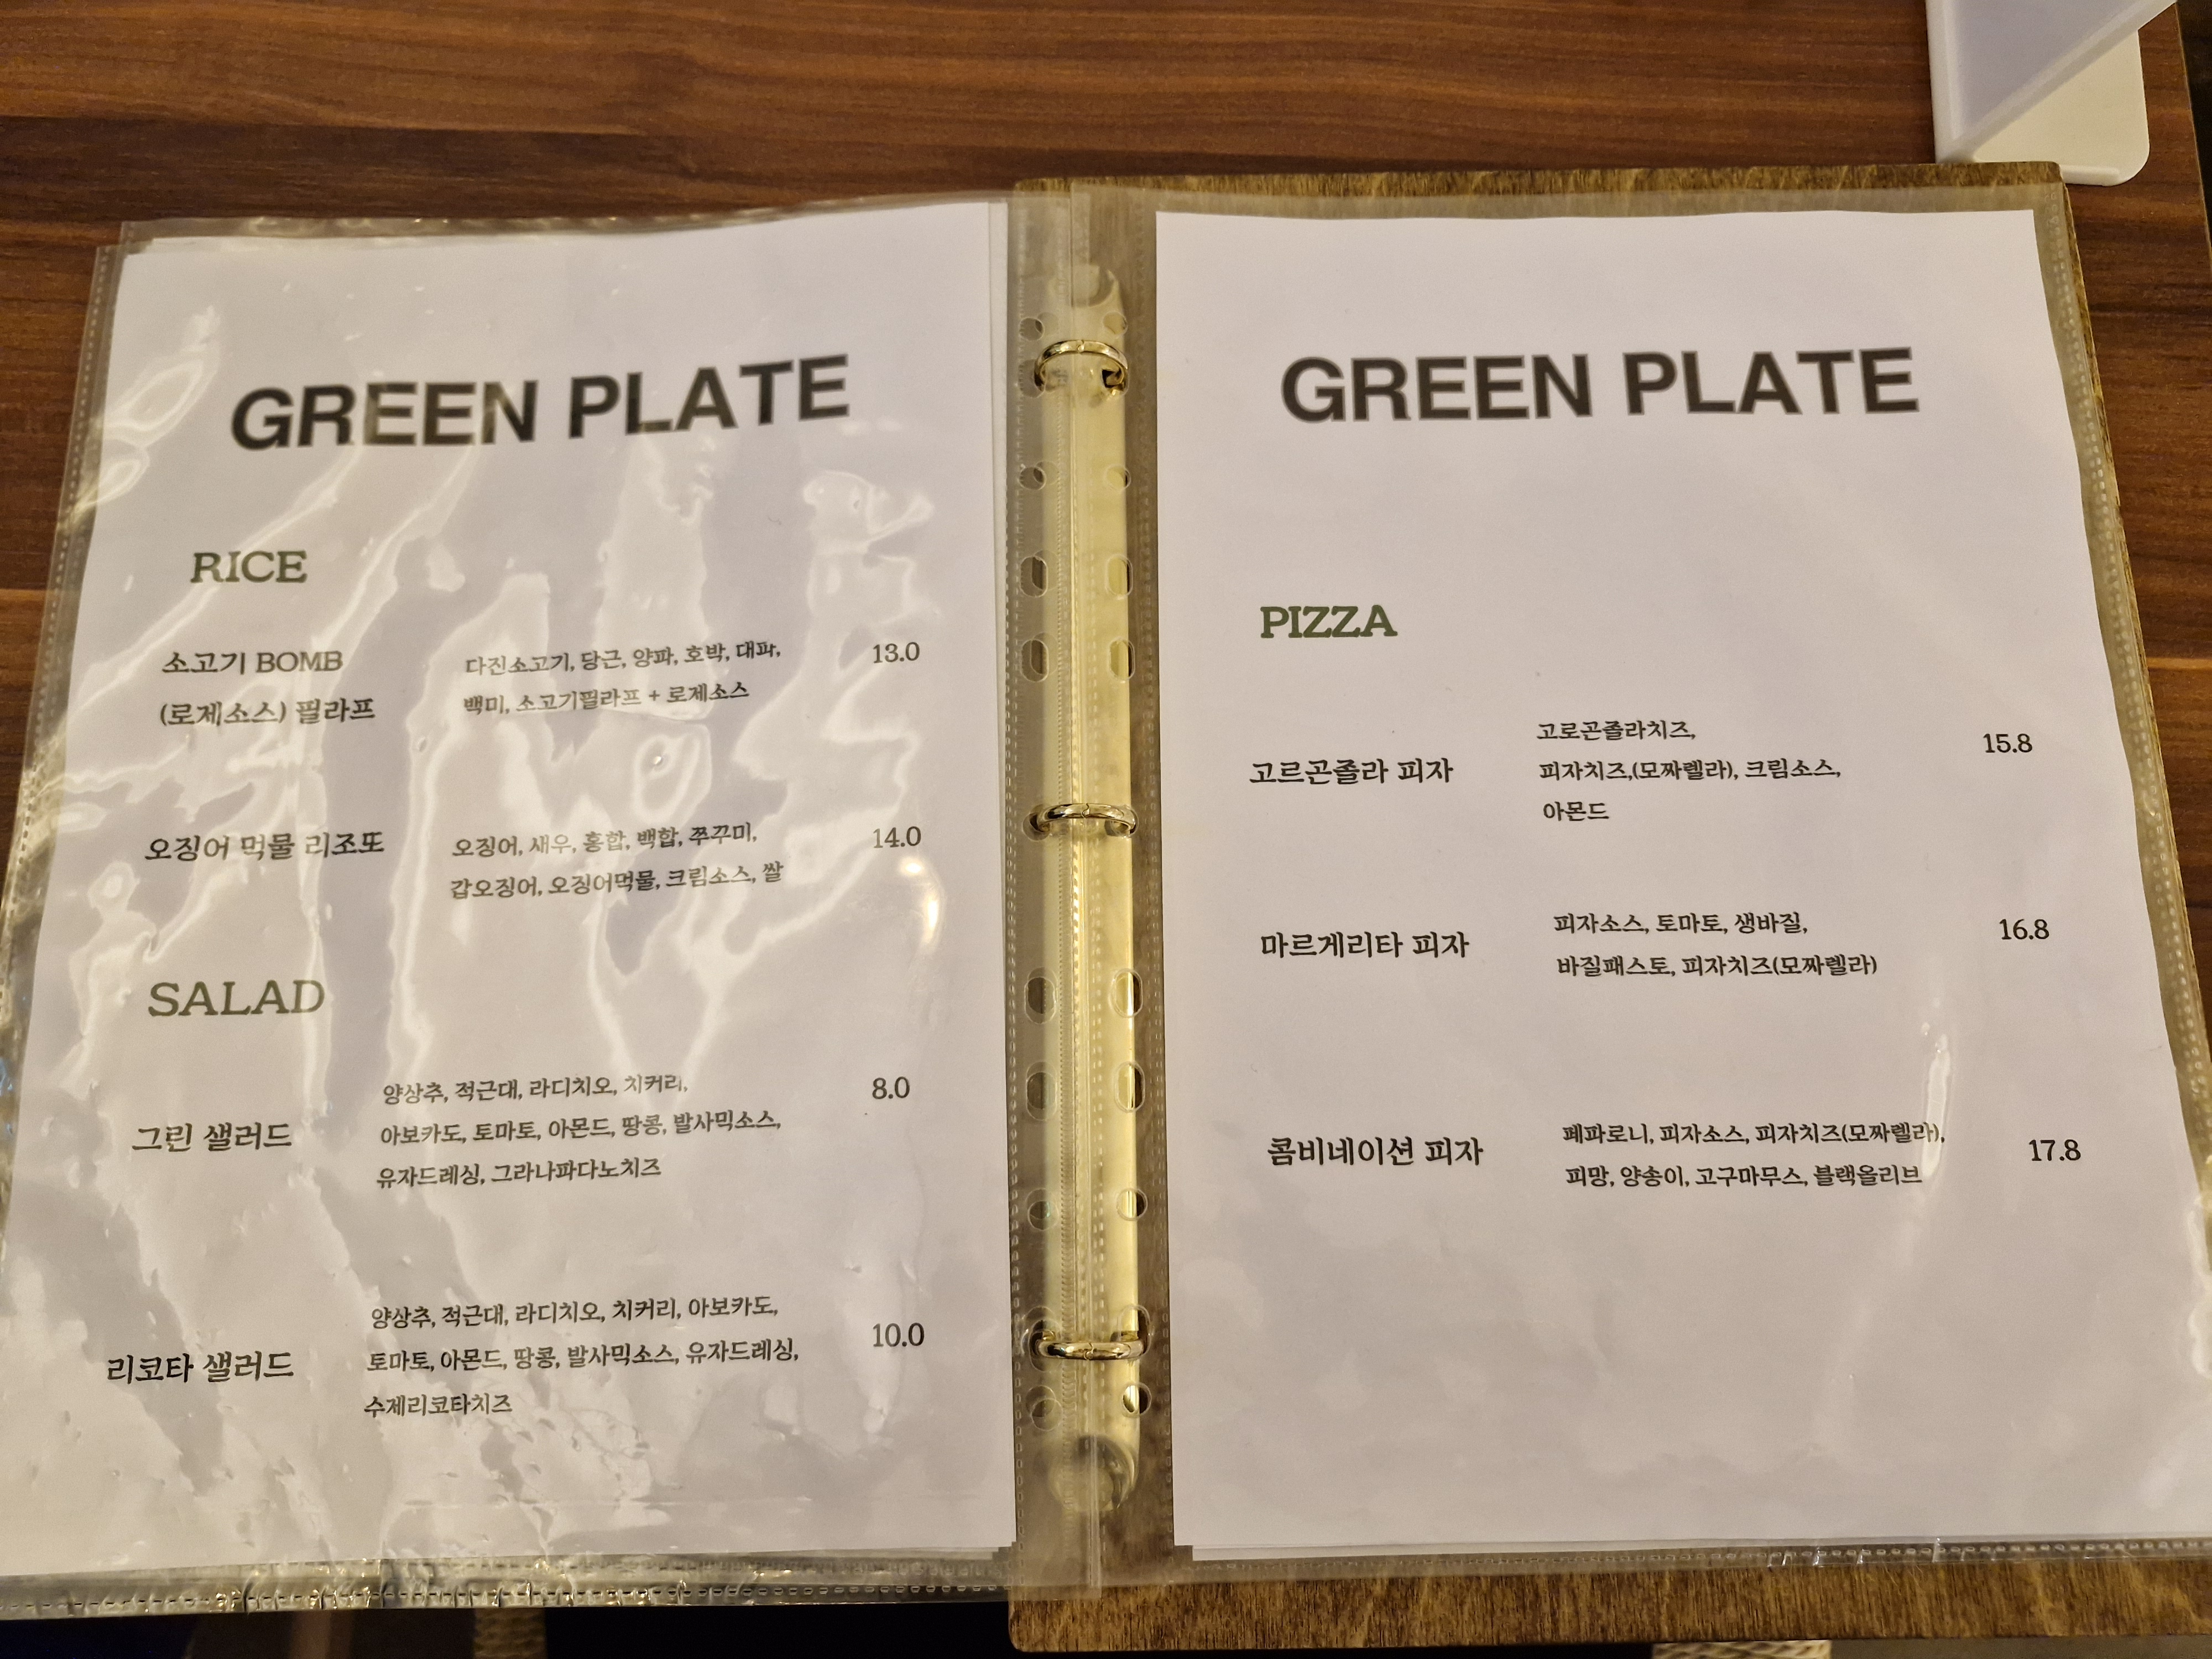 GREEN PLATE
RICE
소고기 BOMB
(로제소스) 필라프
다진소고기, 당근, 양파, 호박, 대파,
백미, 소고기필라프 + 로제소스
13.0
오징어 먹물 리조또
오징어, 새우, 홍합, 백합, 쭈꾸미,
갑오징어, 오징어먹물, 크림소스, 쌀
14.0
SALAD
그린 샐러드
양상추, 적근대, 라디치오, 치커리,
아보카도, 토마토, 아몬드, 땅콩, 발사믹소스,
유자드레싱, 그라나파다노치즈
8.0
리코타 샐러드
양상추, 적근대, 라디치오, 치커리, 아보카도,
토마토, 아몬드, 땅콩, 발사믹소스, 유자드레싱,
수제리코타치즈
10.0
GREEN PLATE
PIZZA
고르곤졸라 피자
고로곤졸라치즈,
피자치즈,(모짜렐라), 크림소스,
아몬드
15.8
마르게리타 피자
피자소스, 토마토, 생바질,
바질패스토, 피자치즈(모짜렐라)
16.8
콤비네이션 피자
페파로니, 피자소스, 피자치즈(모짜렐라),
피망, 양송이, 고구마무스, 블랙올리브
17.8